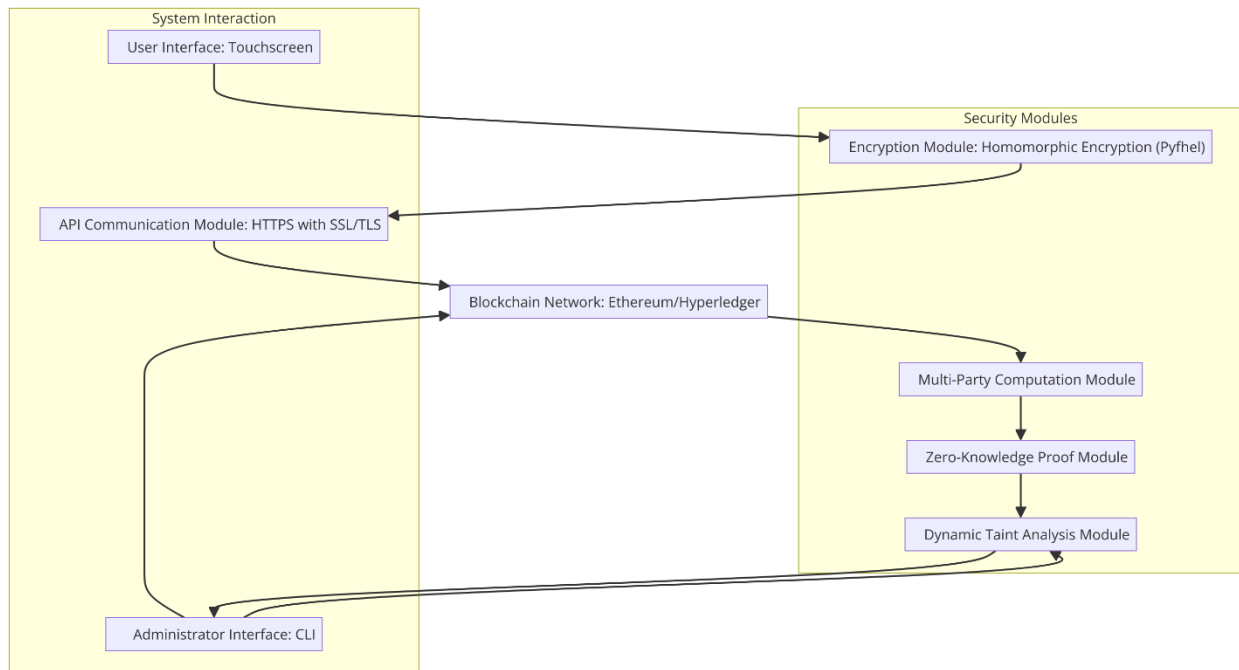 System Interaction
User Interface: Touchscreen
Security Modules
Encryption Module: Homomorphic Encryption (Pyfhel)
API Communication Module: HTTPS with SSL/TLS
Blockchain Network: Ethereum/Hyperledger
Multi-Party Computation Module
Zero-Knowledge Proof Module
Dynamic Taint Analysis Module
Administrator Interface: CLI